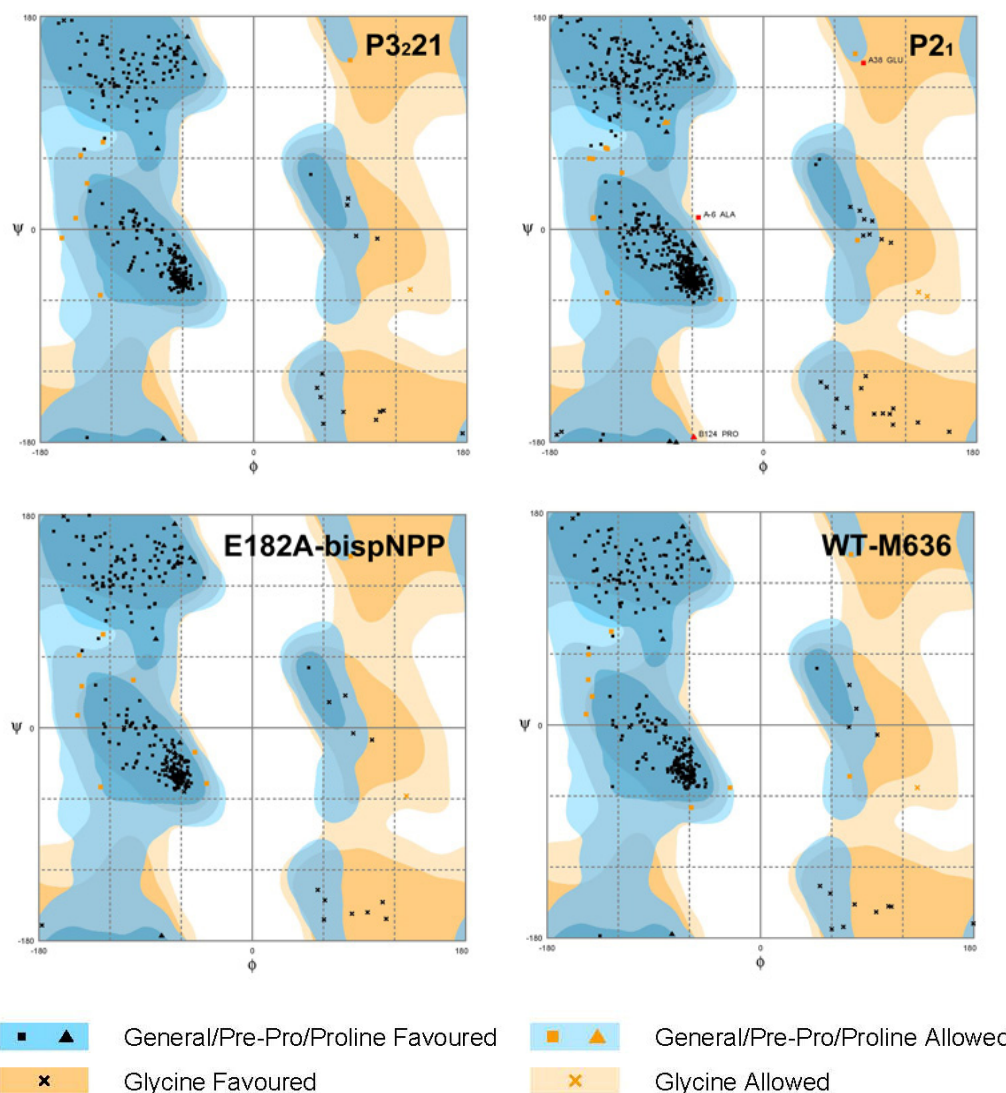 180 P3₂21 180 P2₁
A38 GLU
ψ 0 ψ 0 A-6 ALA
B124 PRO
-180 -180
-180 0 180 -180 0 180
ϕ ϕ
180 E182A-bispNPP 180 WT-M636
ψ 0 ψ 0
-180 -180
-180 0 180 -180 0 180
ϕ ϕ
General/Pre-Pro/Proline Favoured General/Pre-Pro/Proline Allowed
Glycine Favoured Glycine Allowed